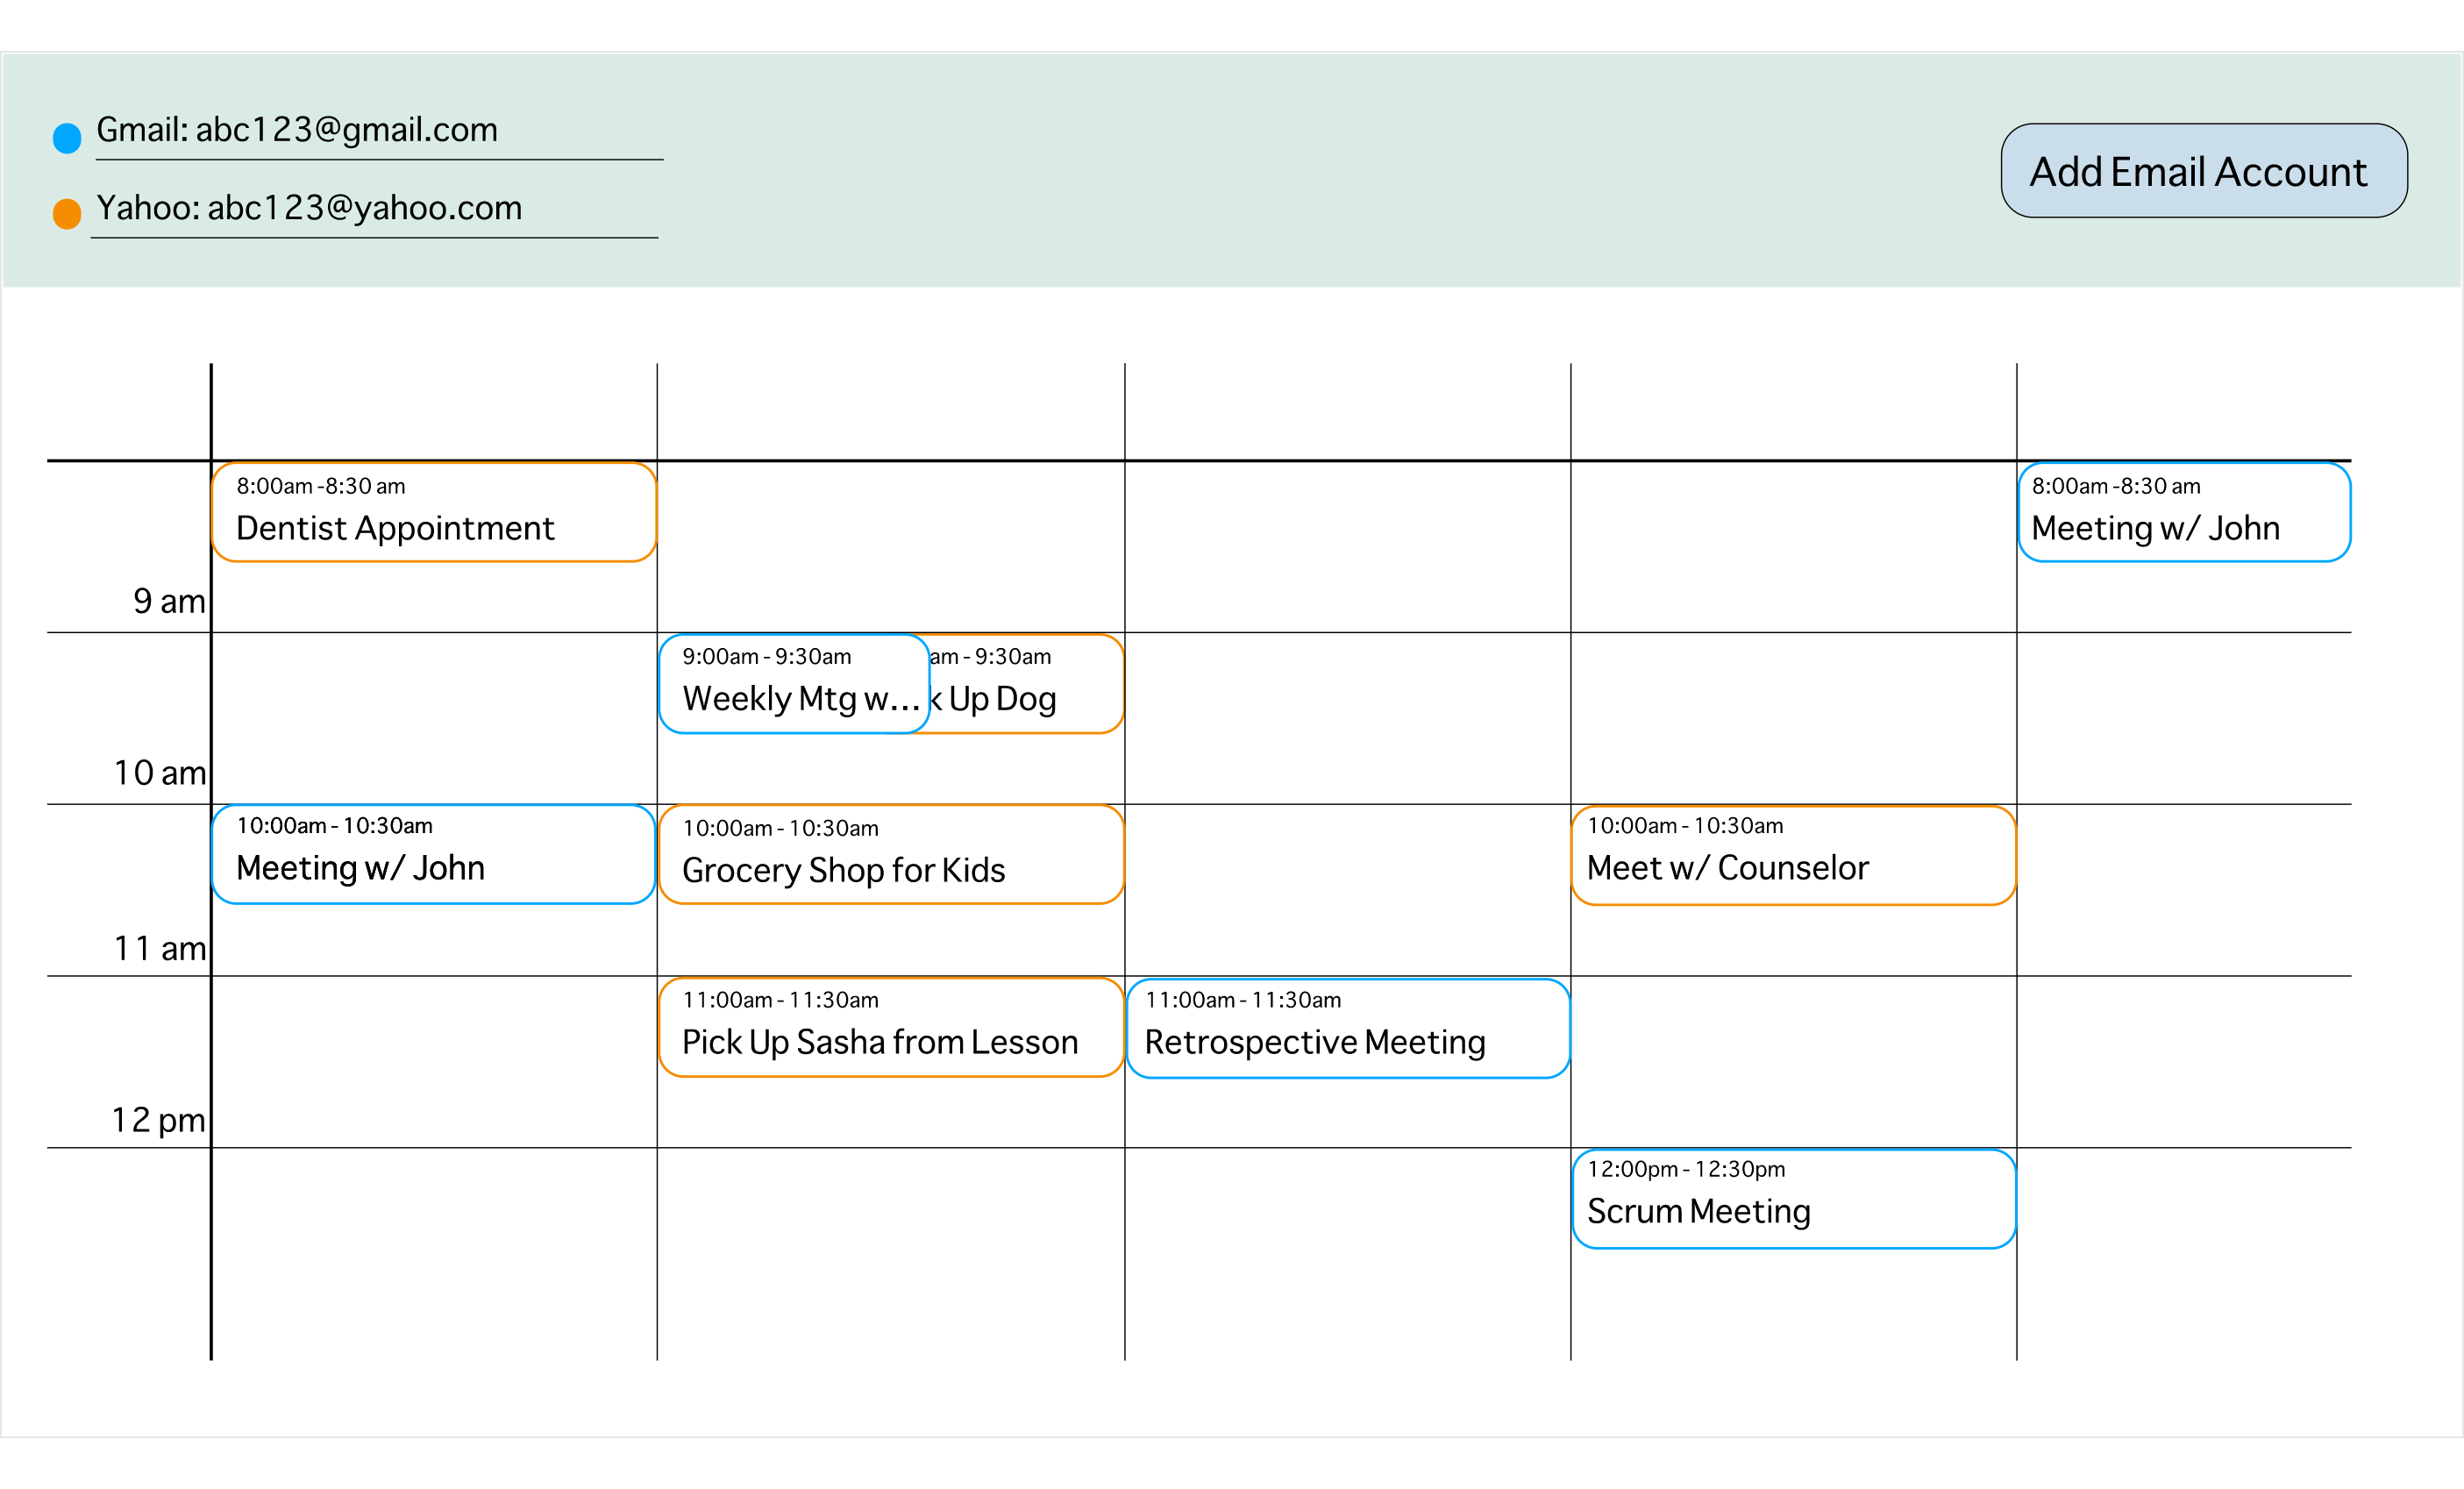 Gmail: abc123@gmail.com
Yahoo: abc123@yahoo.com
Add Email Account
8:00am -8:30 am
Dentist Appointment
8:00am -8:30 am
Meeting w/ John
9 am
9:00am - 9:30am
Weekly Mtg w...
am - 9:30am
k Up Dog
10 am
10:00am - 10:30am
Meeting w/ John
10:00am - 10:30am
Grocery Shop for Kids
10:00am - 10:30am
Meet w/ Counselor
11 am
11:00am - 11:30am
Pick Up Sasha from Lesson
11:00am - 11:30am
Retrospective Meeting
12 pm
12:00pm - 12:30pm
Scrum Meeting